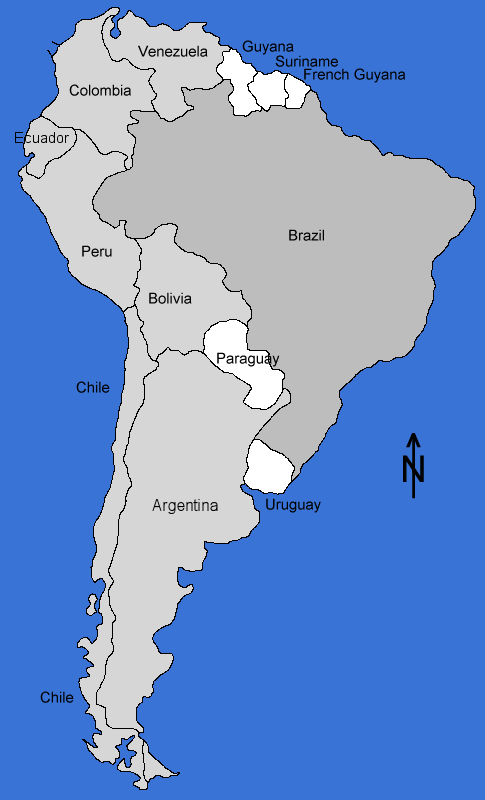 Venezuela
Guyana
Suriname
French Guyana
Colombia
Ecuador
Brazil
Peru
Bolivia
Paraguay
Chile
N
Argentina
Uruguay
Chile